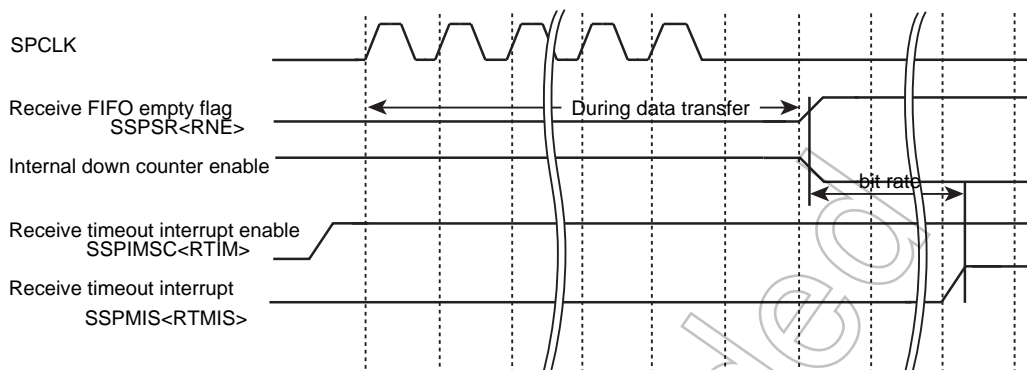 SPCLK
Receive FIFO empty flag
SSPSR<RNE>
During data transfer
Internal down counter enable
bit rate
Receive timeout interrupt enable
SSPIMSC<RTIM>
Receive timeout interrupt
SSPMIS<RTMIS>
ded